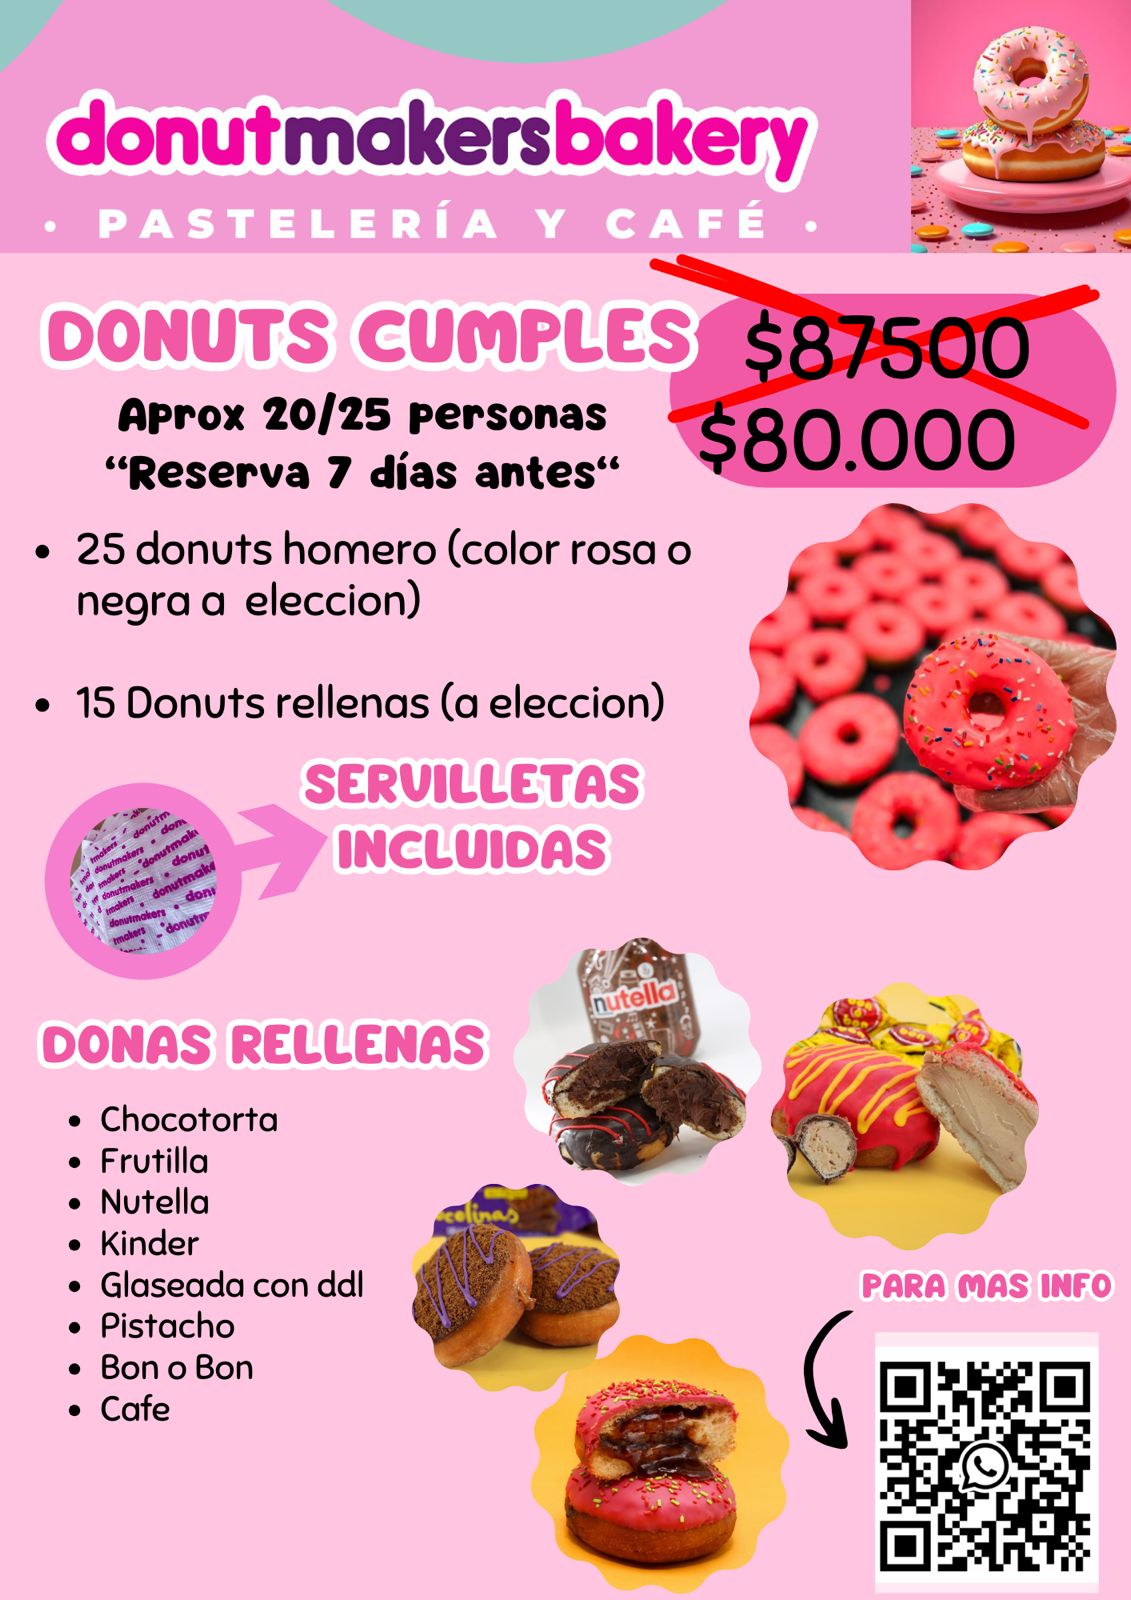 donutmakersbakery
· PASTELERÍA Y CAFÉ ·
DONUTS CUMPLES
$87500
$80.000
Aprox 20/25 personas
“Reserva 7 días antes“
• 25 donuts homero (color rosa o
negra a eleccion)
• 15 Donuts rellenas (a eleccion)
SERVILLETAS
INCLUIDAS
donutmakers
nutella
DONAS RELLENAS
• Chocotorta
• Frutilla
• Nutella
• Kinder
• Glaseada con ddl
• Pistacho
• Bon o Bon
• Cafe
PARA MAS INFO